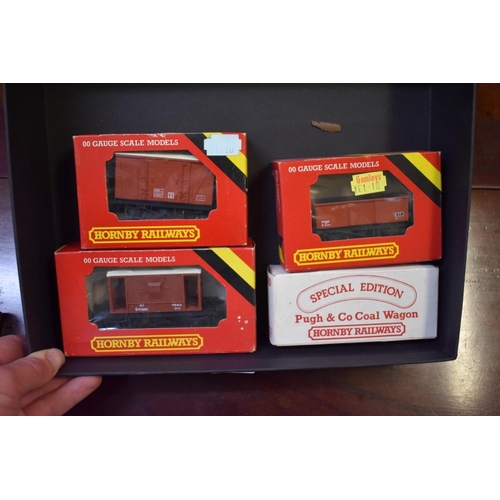 00 GAUGE SCALE MODELS
HORNBY RAILWAYS
00 GAUGE SCALE MODELS
HORNBY RAILWAYS
00 GAUGE SCALE MODELS
HORNBY RAILWAYS
SPECIAL EDITION
Pugh & Co Coal Wagon
HORNBY RAILWAYS